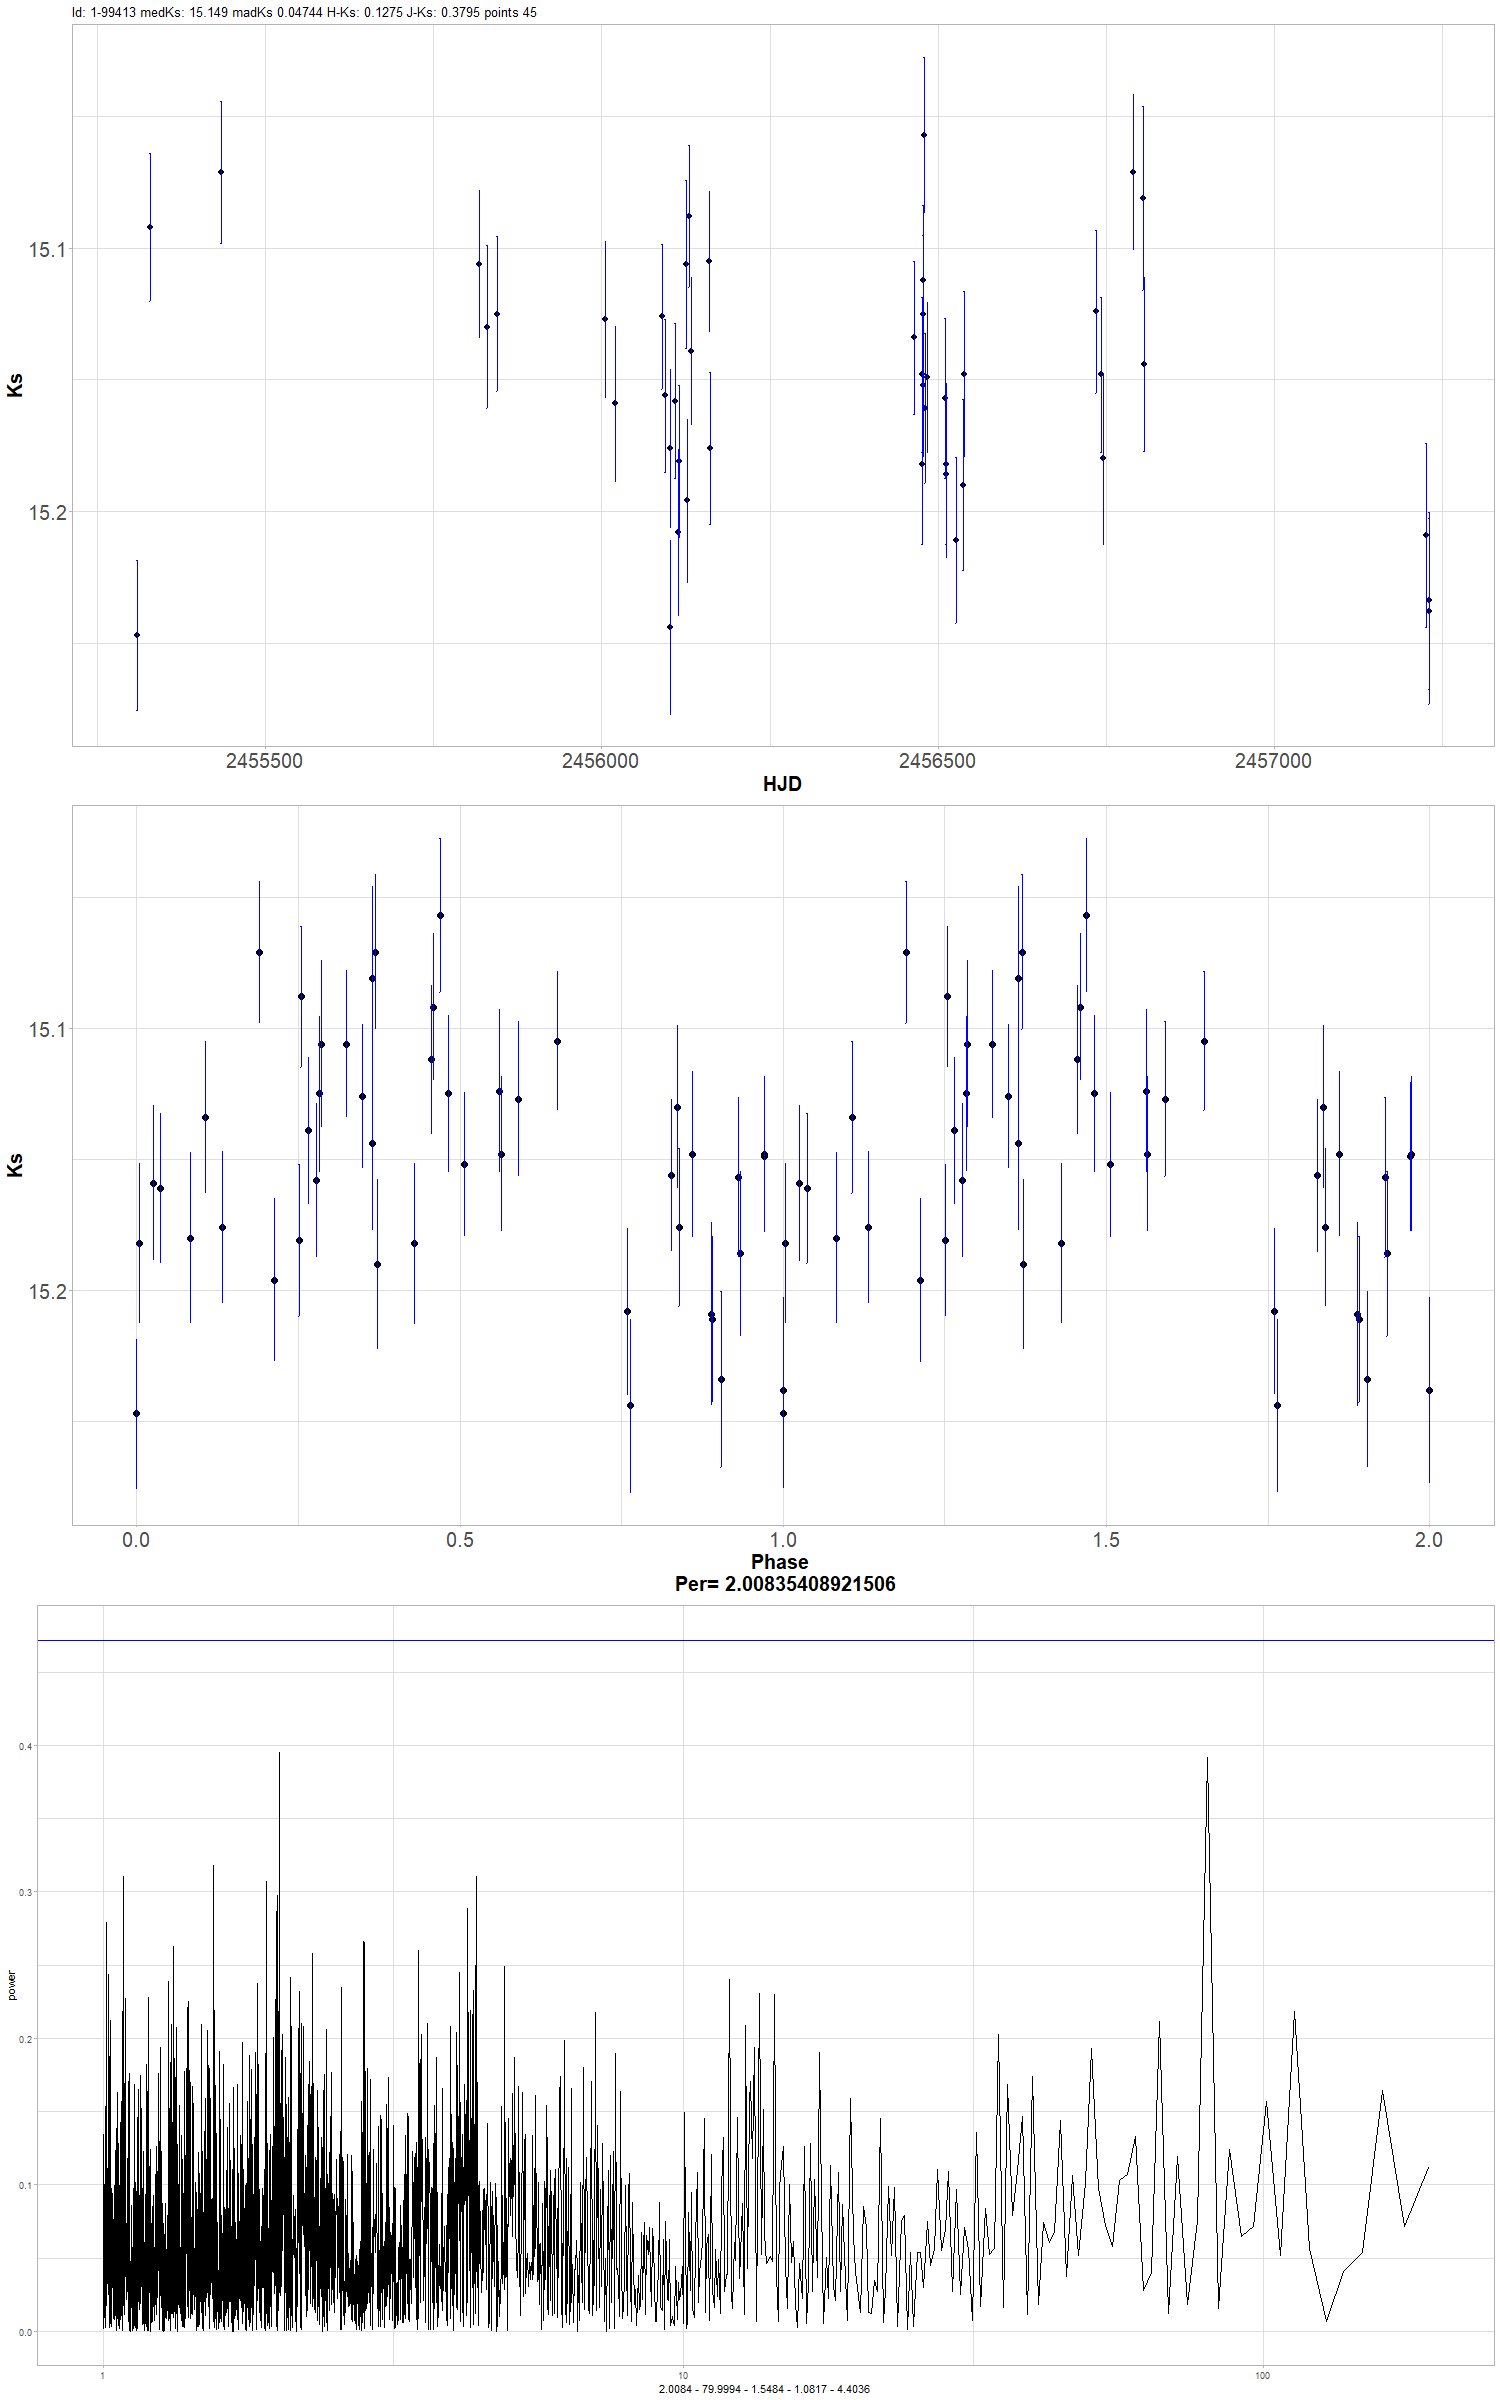 Id: 1-99413 medKs: 15.149 madKs 0.04744 H-Ks: 0.1275 J-Ks: 0.3795 points 45
15.1
Ks
15.2
2455500 2456000 2456500 2457000
HJD
15.1
Ks
15.2
0.0 0.5 1.0 1.5 2.0
Phase
Per= 2.00835408921506
0.4
0.3
power
0.2
0.1
0.0
1 10 100
2.0084 - 79.9994 - 1.5484 - 1.0817 - 4.4036